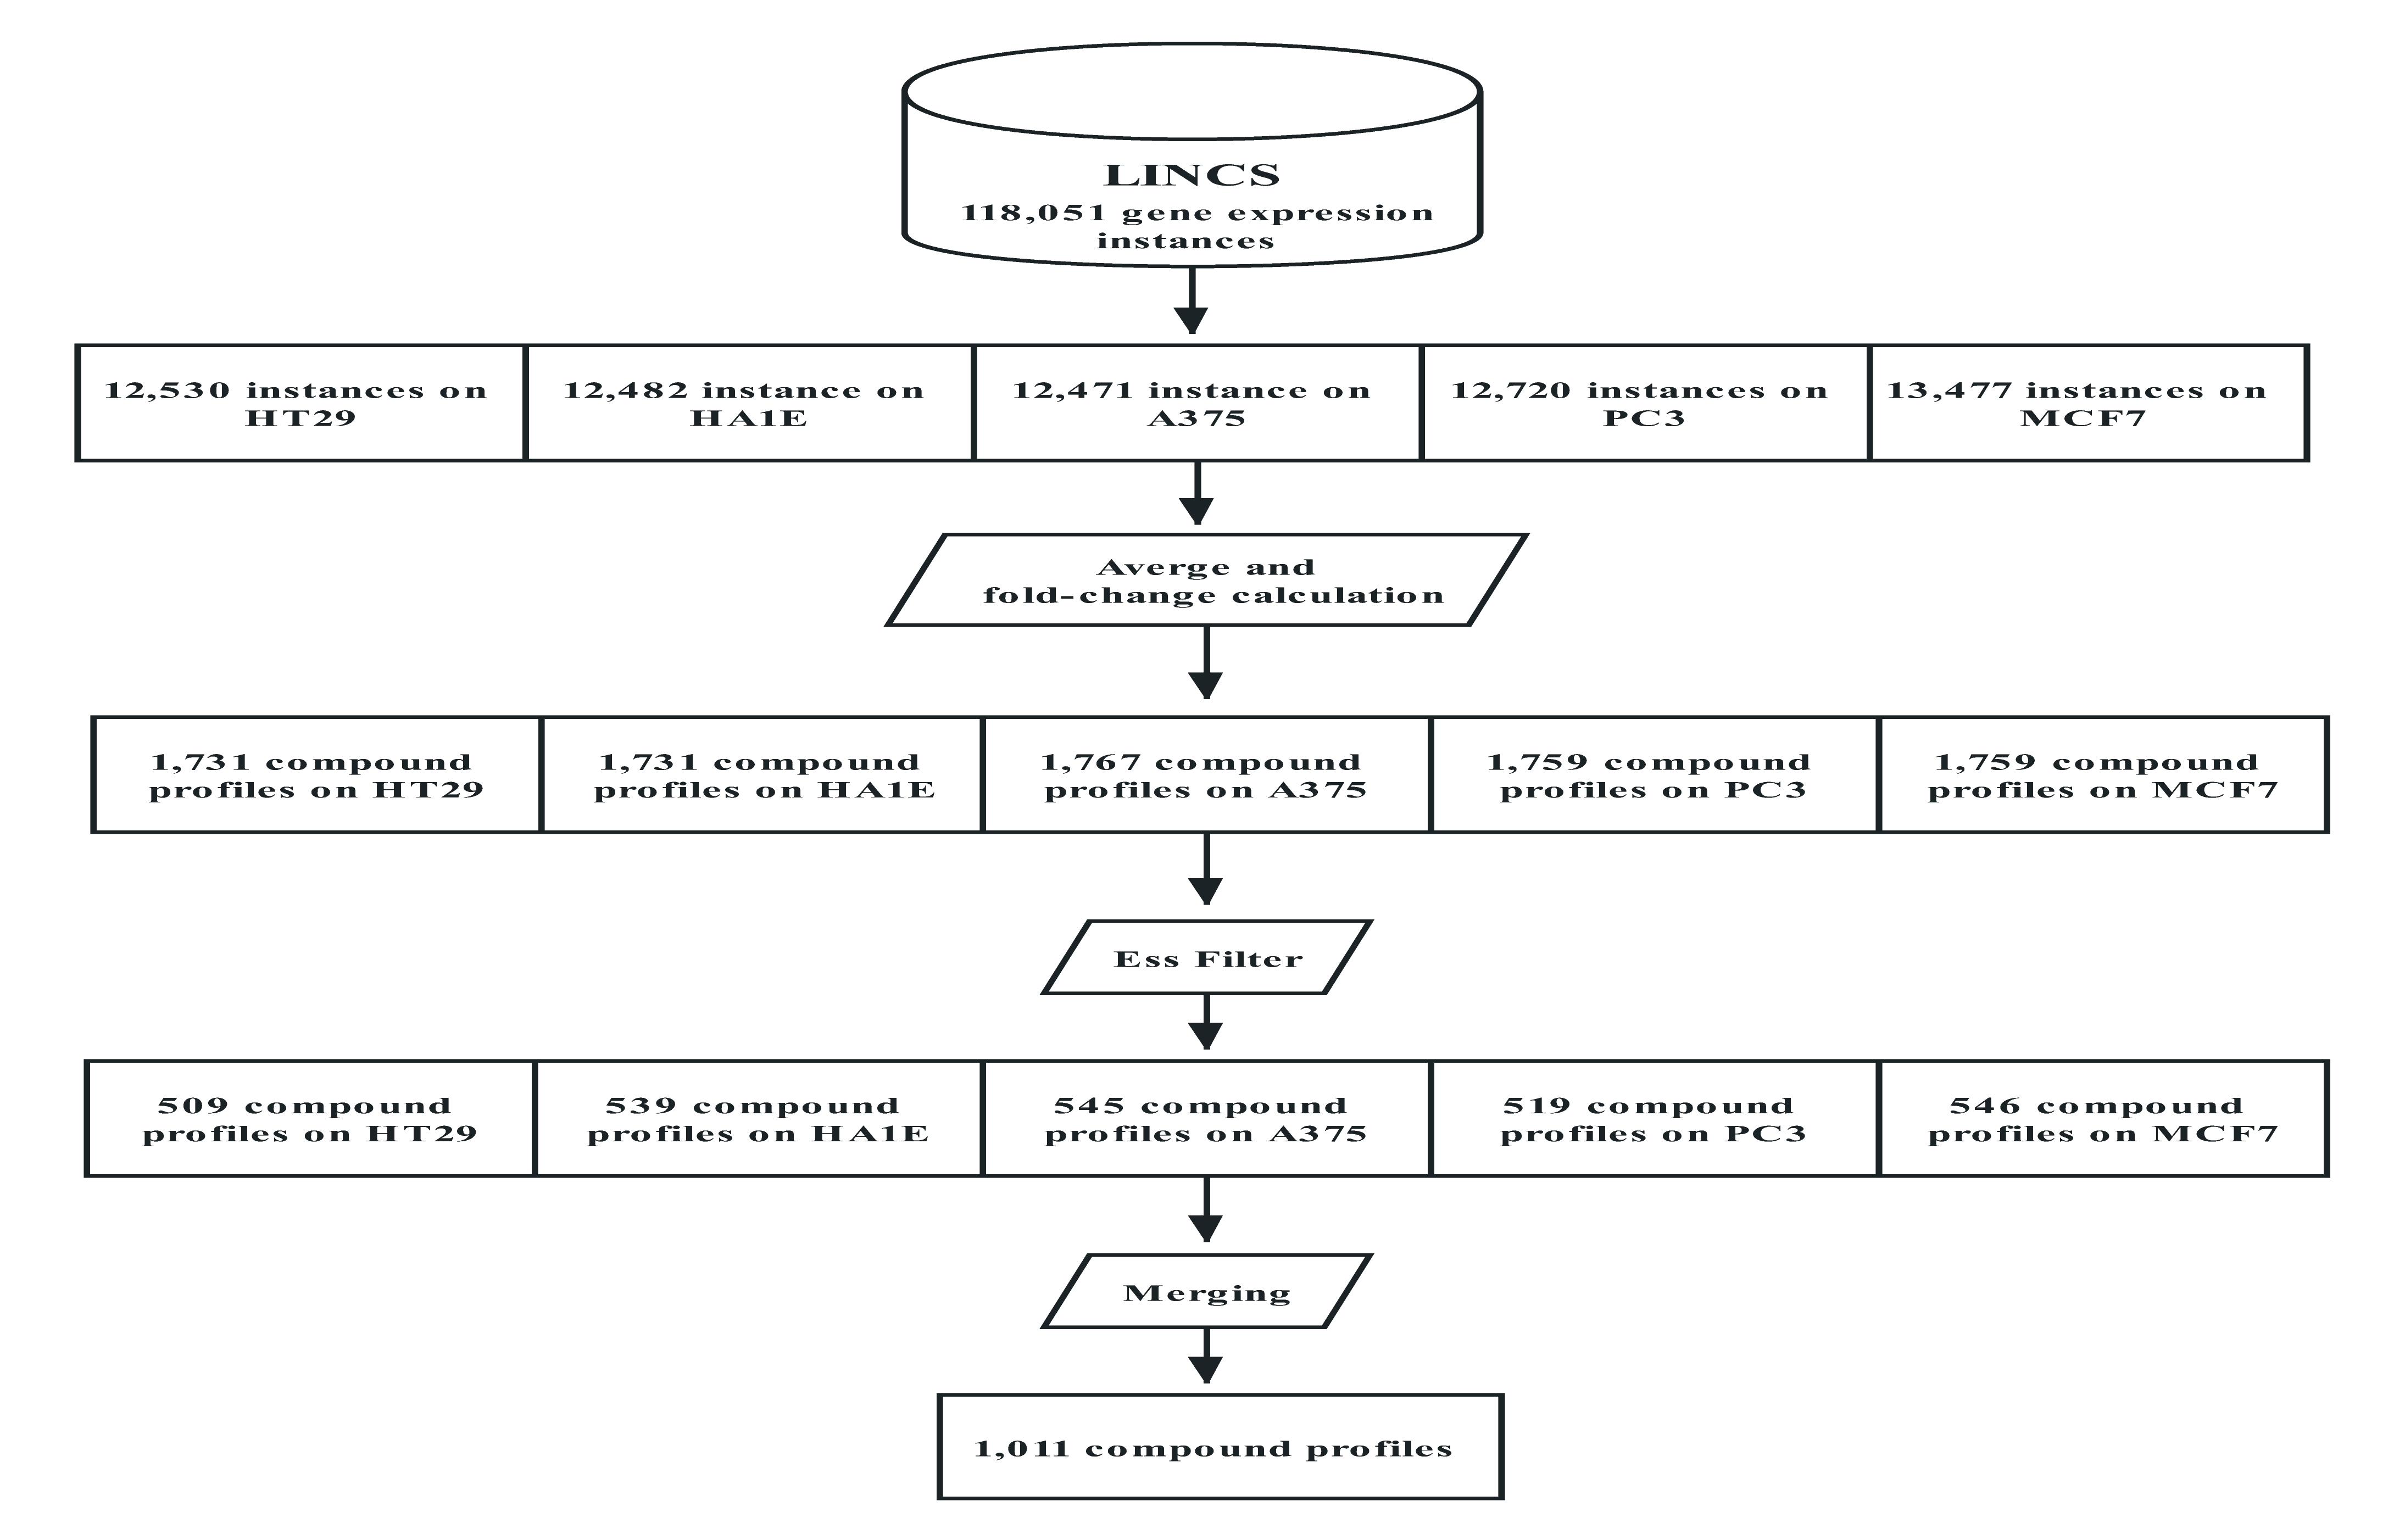 LINCS
118,051 gene expression
instances
12,530 instances on
HT29
12,482 instance on
HA1E
12,471 instance on
A375
12,720 instances on
PC3
13,477 instances on
MCF7
Averge and
fold-change calculation
1,731 compound
profiles on HT29
1,731 compound
profiles on HA1E
1,767 compound
profiles on A375
1,759 compound
profiles on PC3
1,759 compound
profiles on MCF7
Ess Filter
509 compound
profiles on HT29
539 compound
profiles on HA1E
545 compound
profiles on A375
519 compound
profiles on PC3
546 compound
profiles on MCF7
Merging
1,011 compound profiles